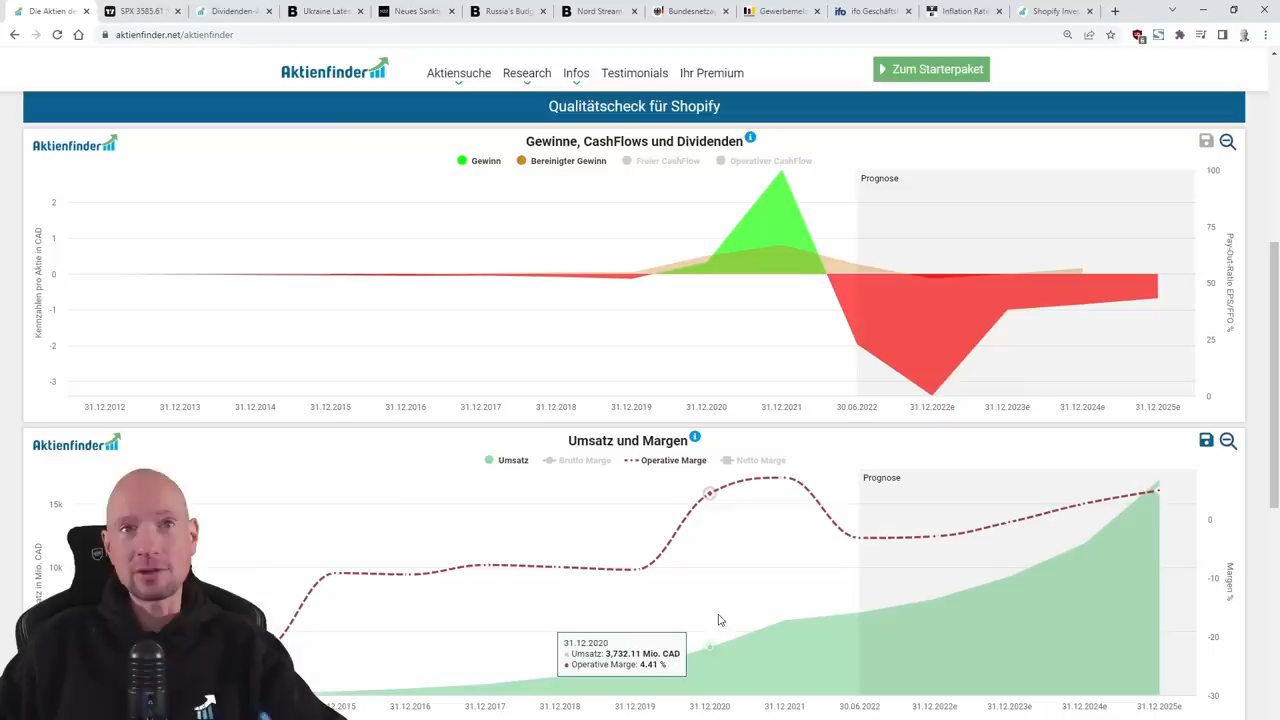 Die Aktien de
SPX 3585.61
Dividenden-A
Ukraine Lates
Neues Sankt
Russia's Budg
Nord Stream
Bundesnetza
Gewerbemel
ifo Geschäfts
Inflation Rate
Shopify Inve
aktienfinder.net/aktienfinder
Aktienfinder
Aktiensuche Research Infos Testimonials Ihr Premium
Zum Starterpaket
Qualitätscheck für Shopify
Aktienfinder
Gewinne, CashFlows und Dividenden
Gewinn Bereinigter Gewinn Freier CashFlow Operativer CashFlow
Prognose
Kennzahlen pro Aktie in CAD
2
1
0
-1
-2
-3
100
75
50
25
0
Pay-Out-Ratio EPS/FFO %
31.12.2012 31.12.2013 31.12.2014 31.12.2015 31.12.2016 31.12.2017 31.12.2018 31.12.2019 31.12.2020 31.12.2021 30.06.2022 31.12.2022e 31.12.2023e 31.12.2024e 31.12.2025e
Aktienfinder
Umsatz und Margen
Umsatz Brutto Marge Operative Marge Netto Marge
Prognose
15k
10k
atz in Mio. CAD
0
-10
-20
-30
Margen %
31.12.2020
Umsatz: 3,732.11 Mio. CAD
Operative Marge: 4.41 %
.2.2015 31.12.2016 31.12.2017 31.12.2018 31.12.2019 31.12.2020 31.12.2021 30.06.2022 31.12.2022e 31.12.2023e 31.12.2024e 31.12.2025e